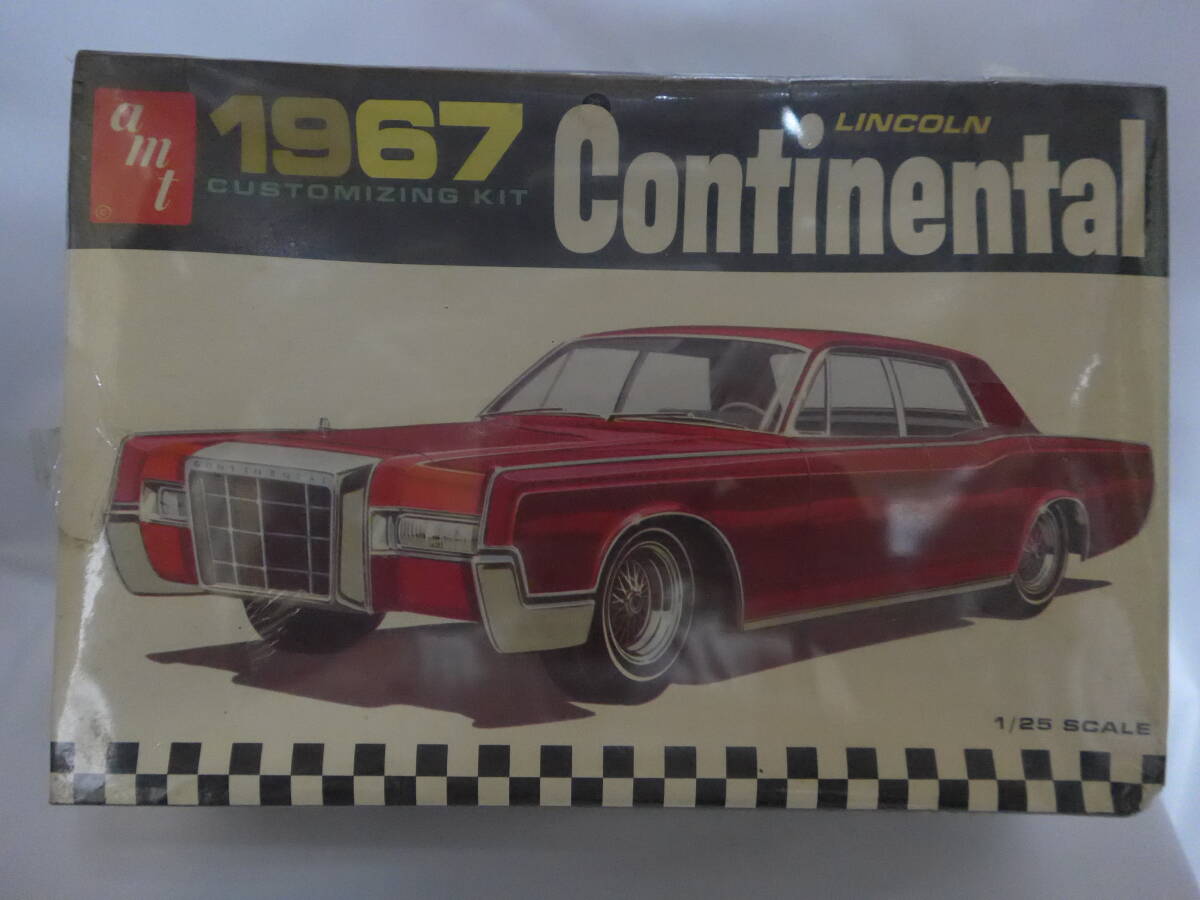 amt
©
1967
CUSTOMIZING KIT
LINCOLN
Continental
CONTINENTAL
1/25 SCALE